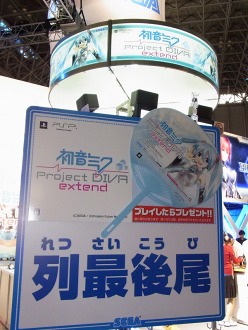 初音ミク
Project DIVA
extend
PSP
初音ミク
Project DIVA
extend
プレイしたらプレゼント!!
れつ さい こう び
列最後尾
SEGA